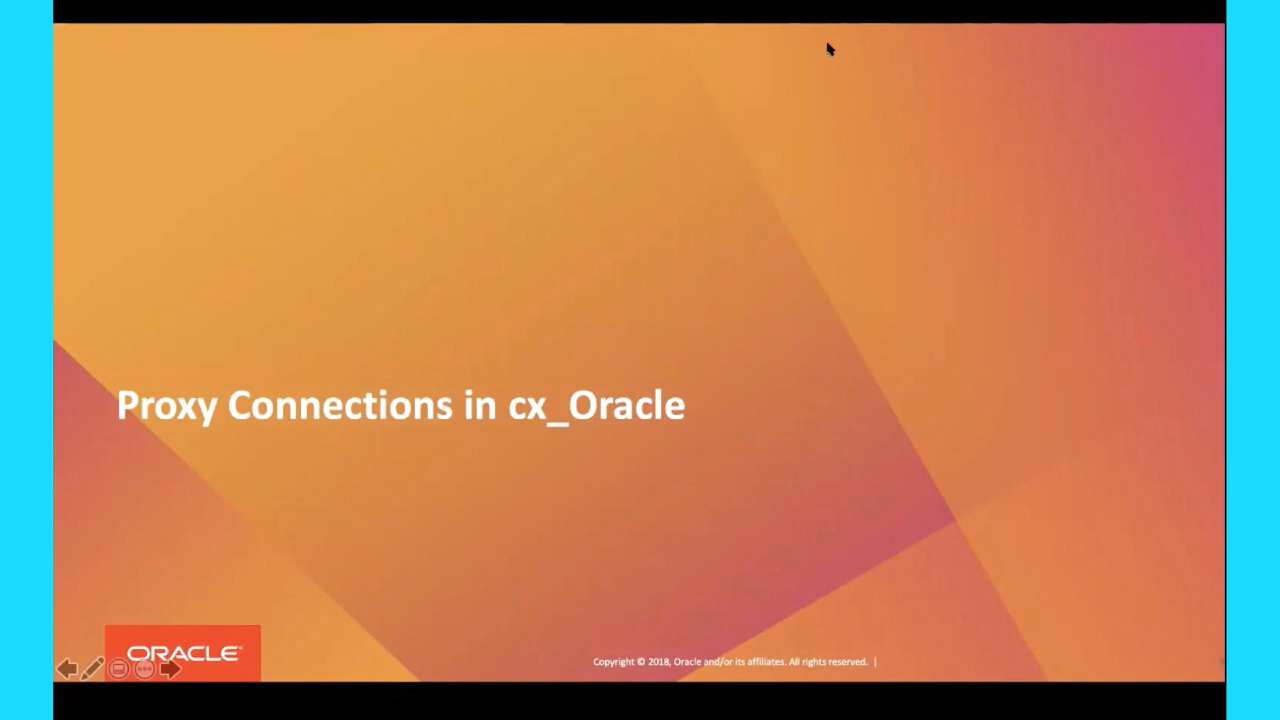 Proxy Connections in cx_Oracle
ORACLE®
Copyright © 2018, Oracle and/or its affiliates. All rights reserved. |